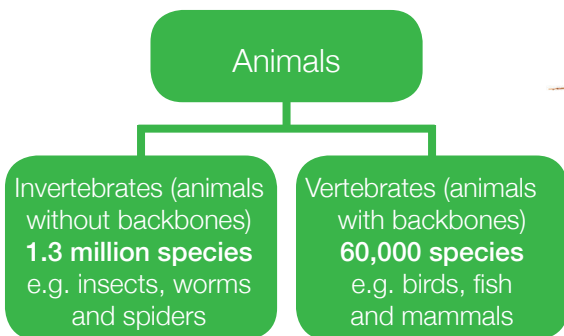 Animals
Invertebrates (animals
without backbones)
1.3 million species
e.g. insects, worms
and spiders
Vertebrates (animals
with backbones)
60,000 species
e.g. birds, fish
and mammals